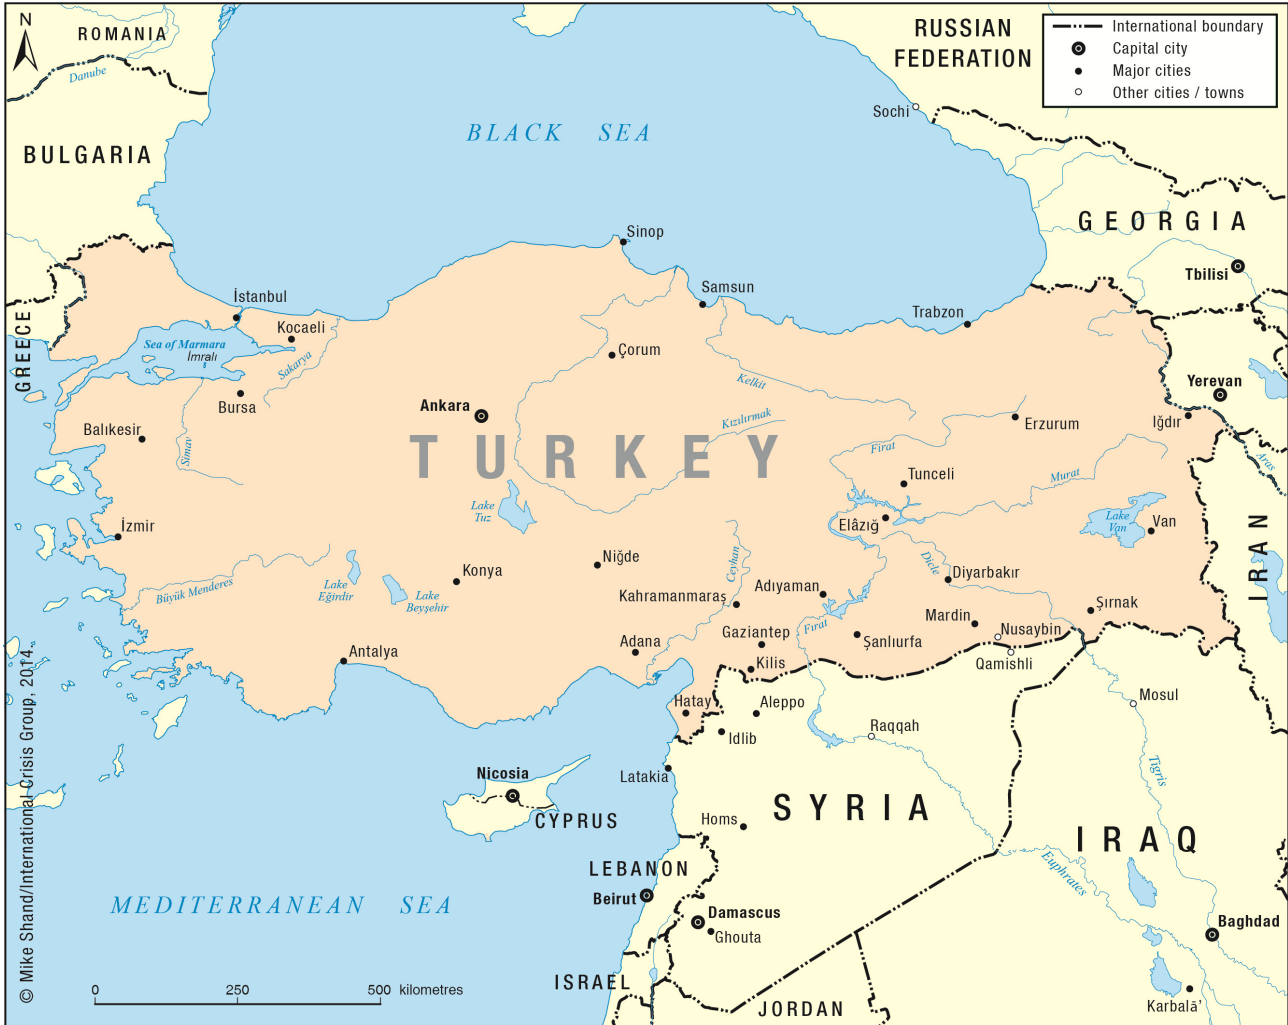 N
ROMANIA
Danube
BULGARIA
BLACK SEA
RUSSIAN
FEDERATION
International boundary
Capital city
Major cities
Other cities / towns
Sochi
GEORGIA
Tbilisi
Sinop
Samsun
Trabzon
İstanbul
Kocaeli
Sea of Marmara
İmralı
Sakarya
GREECE
Çorum
Kelkit
Yerevan
Iğdır
Aras
Bursa
Ankara
Kızılırmak
Erzurum
Balıkesir
Simav
TURKEY
Fırat
Tunceli
Murat
Lake
Tuz
Elâzığ
Lake
Van
Van
İzmir
IRAN
Niğde
Konya
Ceyhan
Dicle
Diyarbakır
Adıyaman
Büyük Menderes
Lake
Eğirdir
Lake
Beyşehir
Kahramanmaraş
Şırnak
Mardin
Nusaybin
Fırat
Gaziantep
Şanlıurfa
Adana
Antalya
Kilis
Qamishli
Hatay
Aleppo
Mosul
Idlib
Raqqah
Latakia
Tigris
Nicosia
CYPRUS
SYRIA
Homs
IRAQ
Euphrates
LEBANON
Beirut
MEDITERRANEAN SEA
Damascus
Ghouta
Baghdad
ISRAEL
JORDAN
Karbalā’
0 250 500 kilometres
© Mike Shand/International Crisis Group, 2014.